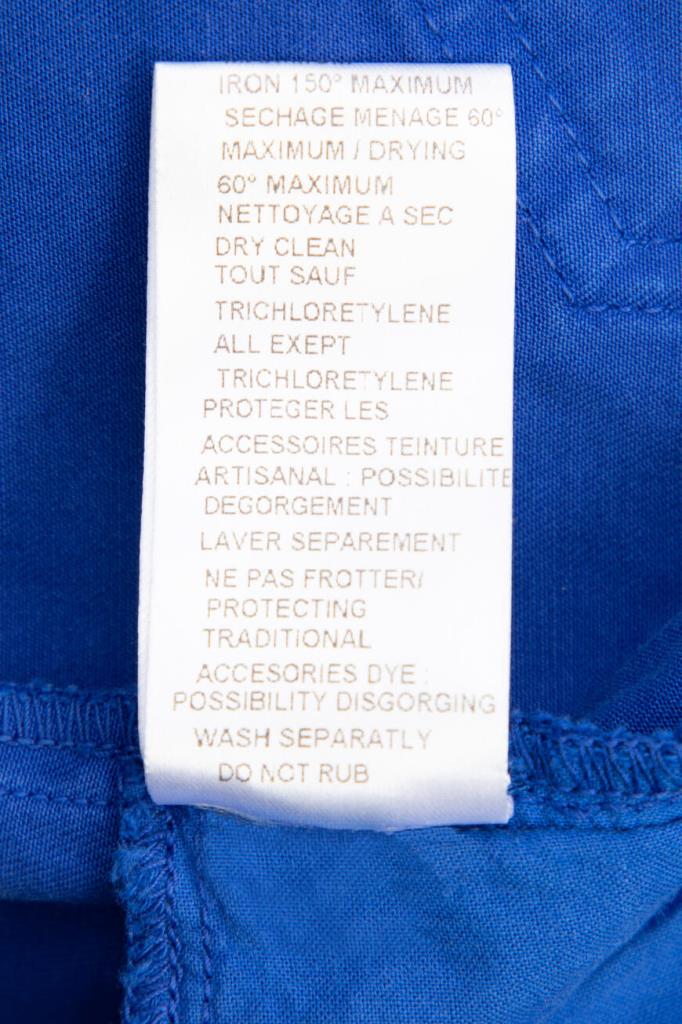 IRON 150° MAXIMUM
SECHAGE MENAGE 60°
MAXIMUM / DRYING
60° MAXIMUM
NETTOYAGE A SEC
DRY CLEAN
TOUT SAUF
TRICHLORETYLENE
ALL EXEPT
TRICHLORETYLENE
PROTEGER LES
ACCESSOIRES TEINTURE
ARTISANAL : POSSIBILITE
DEGORGEMENT
LAVER SEPAREMENT
NE PAS FROTTER/
PROTECTING
TRADITIONAL
ACCESORIES DYE :
POSSIBILITY DISGORGING
WASH SEPARATLY
DO NOT RUB